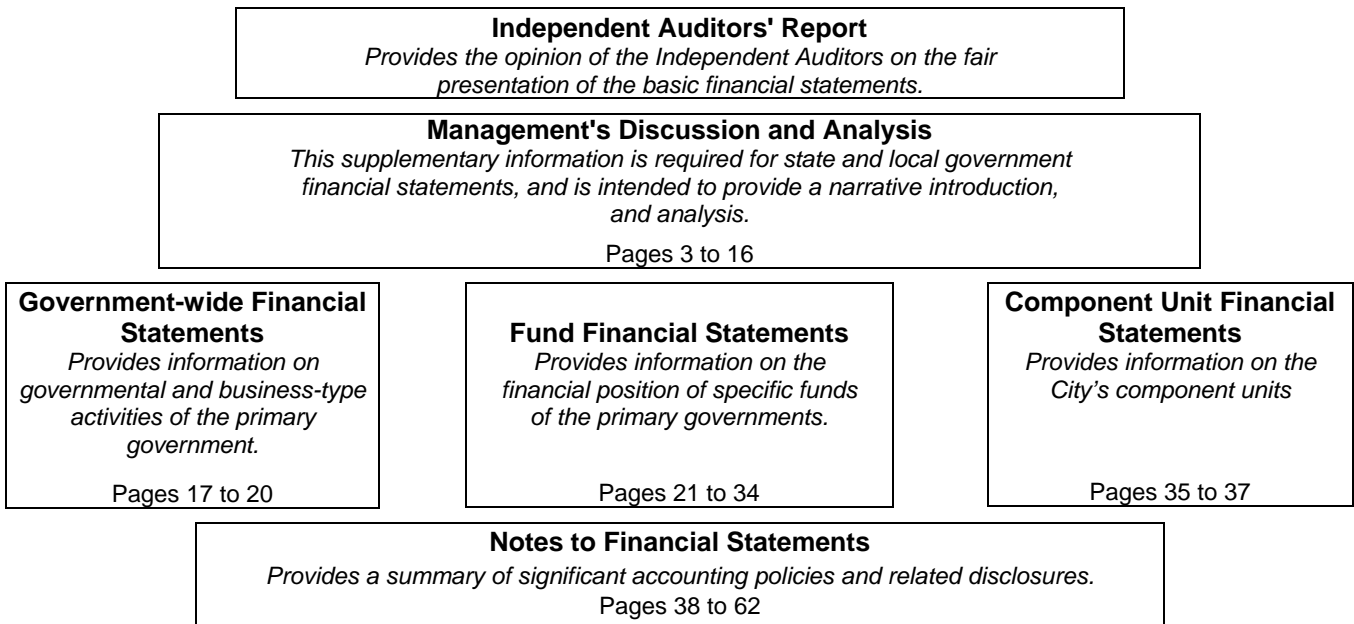 Independent Auditors' Report
Provides the opinion of the Independent Auditors on the fair
presentation of the basic financial statements.
Management's Discussion and Analysis
This supplementary information is required for state and local government
financial statements, and is intended to provide a narrative introduction,
and analysis.
Pages 3 to 16
Government-wide Financial
Statements
Provides information on
governmental and business-type
activities of the primary
government.
Pages 17 to 20
Fund Financial Statements
Provides information on the
financial position of specific funds
of the primary governments.
Pages 21 to 34
Component Unit Financial
Statements
Provides information on the
City’s component units
Pages 35 to 37
Notes to Financial Statements
Provides a summary of significant accounting policies and related disclosures.
Pages 38 to 62